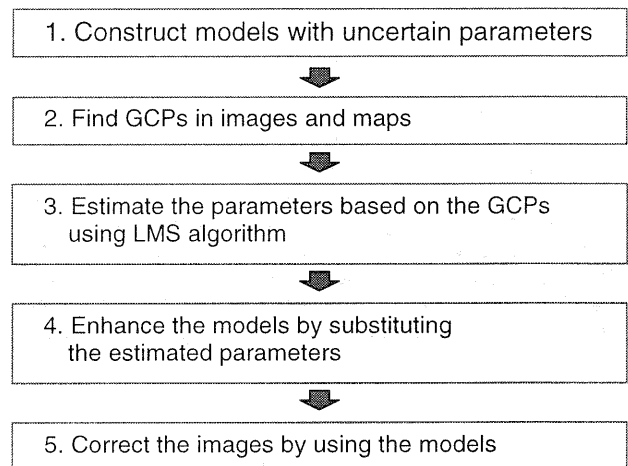 1. Construct models with uncertain parameters
2. Find GCPs in images and maps
3. Estimate the parameters based on the GCPs
using LMS algorithm
4. Enhance the models by substituting
the estimated parameters
5. Correct the images by using the models